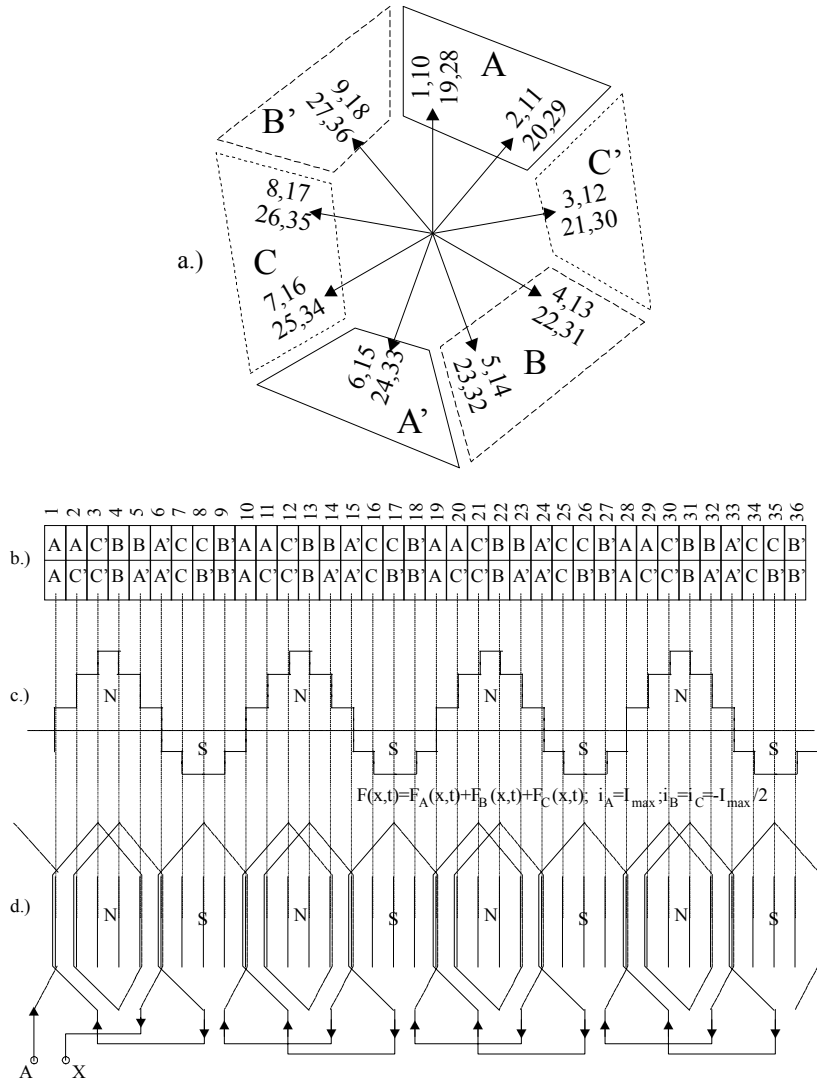 A
1,10
19,28
2,11
20,29
B’
9,18
27,36
C’
3,12
21,30
8,17
26,35
a.)
C
7,16
25,34
4,13
22,31
B
5,14
23,32
6,15
24,33
A’
1 2 3 4 5 6 7 8 9 10 11 12 13 14 15 16 17 18 19 20 21 22 23 24 25 26 27 28 29 30 31 32 33 34 35 36
b.)
A A C’ B B A’ C C B’ A A C’ B B A’ C C B’ A A C’ B B A’ C C B’ A A C’ B B A’ C C B’
A C’ C’ B A’ A’ C B’ B’ A C’ C’ B A’ A’ C B’ B’ A C’ C’ B A’ A’ C B’ B’ A C’ C’ B A’ A’ C B’ B’
c.)
N N N N
S S S S
F(x,t)=F_A(x,t)+F_B(x,t)+F_C(x,t); i_A=I_max;i_B=i_C=-I_max/2
d.)
N S N S N S N S
A X